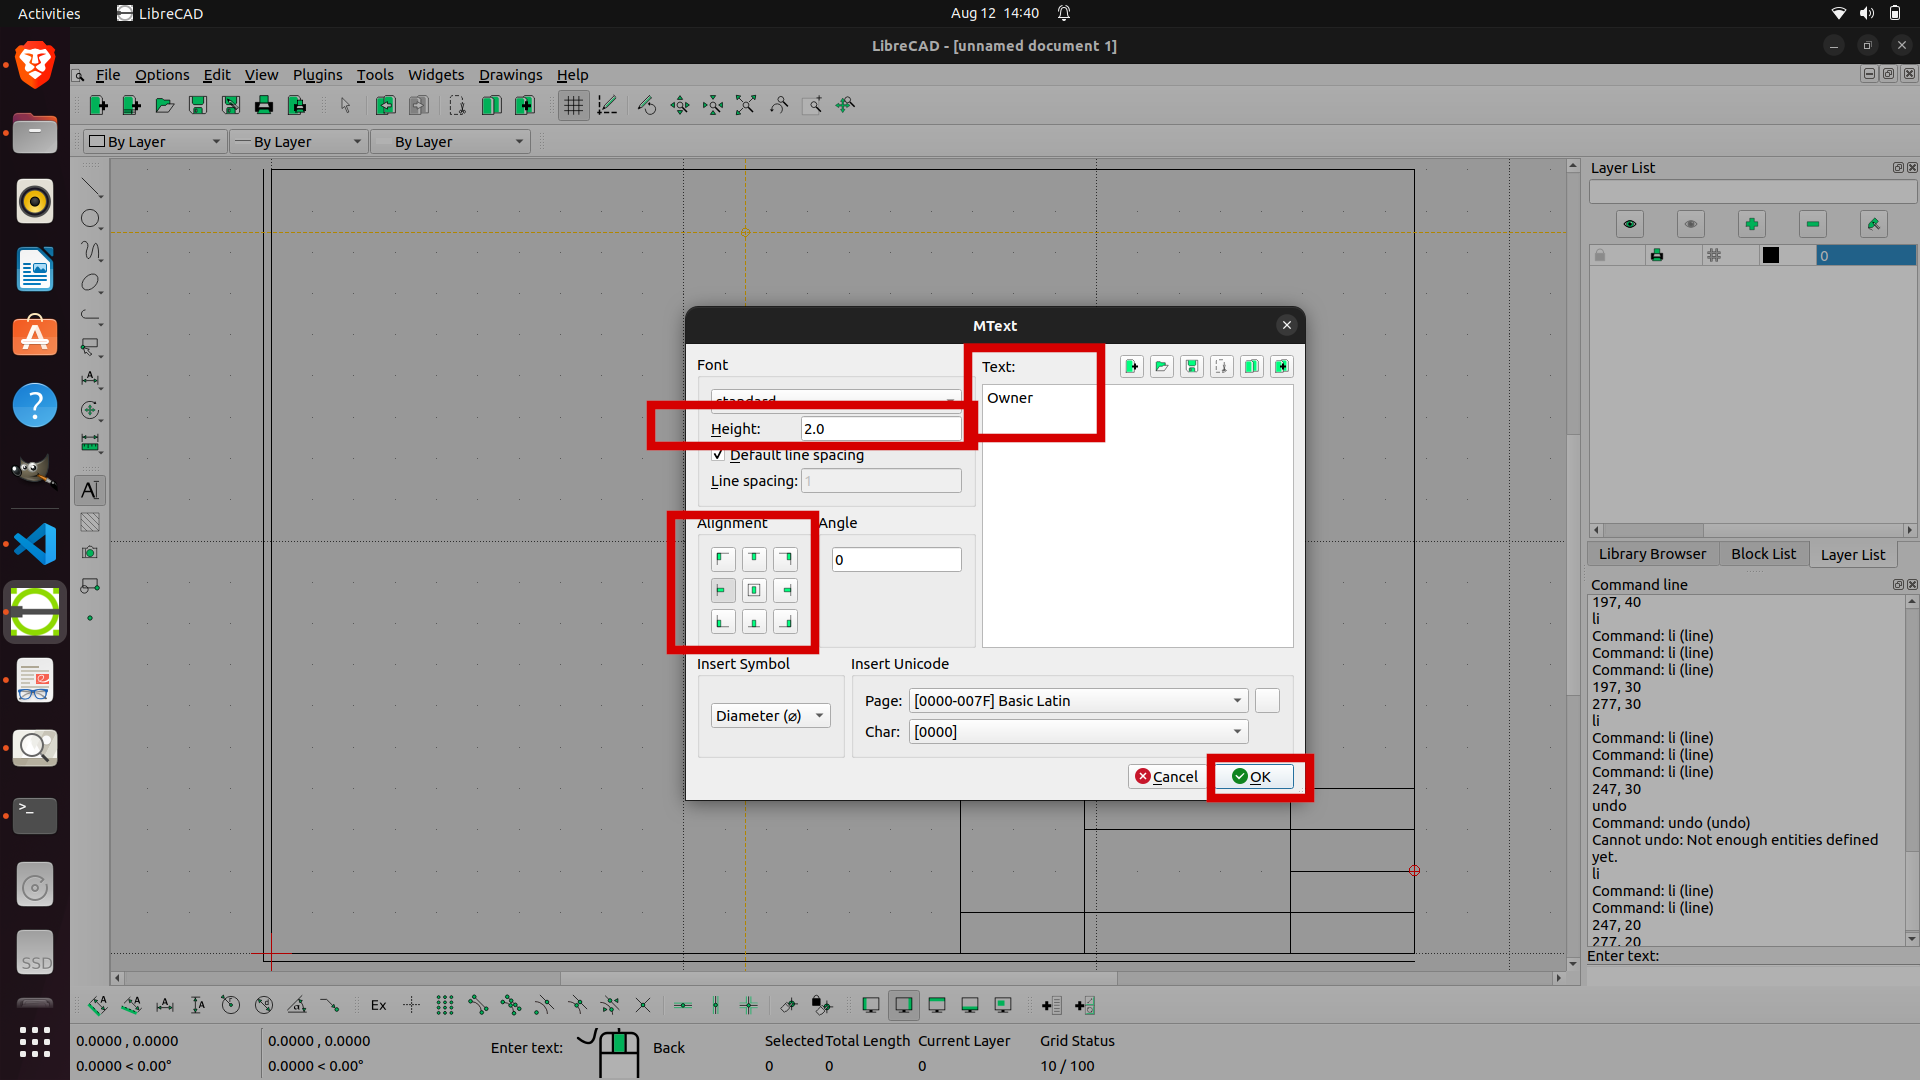 Activities
LibreCAD
Aug 12 14:40
LibreCAD - [unnamed document 1]
File Options Edit View Plugins Tools Widgets Drawings Help
By Layer By Layer By Layer
Layer List
0
MText
Font
Text:
standard
Owner
Height: 2.0
Default line spacing
Line spacing: 1
Alignment
Angle
0
Insert Symbol
Insert Unicode
Diameter (⌀)
Page: [0000-007F] Basic Latin
Char: [0000]
Cancel
OK
Library Browser Block List Layer List
Command line
197, 40
li
Command: li (line)
Command: li (line)
Command: li (line)
197, 30
277, 30
li
Command: li (line)
Command: li (line)
Command: li (line)
247, 30
undo
Command: undo (undo)
Cannot undo: Not enough entities defined
yet.
li
Command: li (line)
Command: li (line)
247, 20
277, 20
Enter text:
SSD
Ex
0.0000 , 0.0000
0.0000 < 0.00°
0.0000 , 0.0000
0.0000 < 0.00°
Enter text:
Back
Selected Total Length Current Layer Grid Status
0 0 0 10 / 100